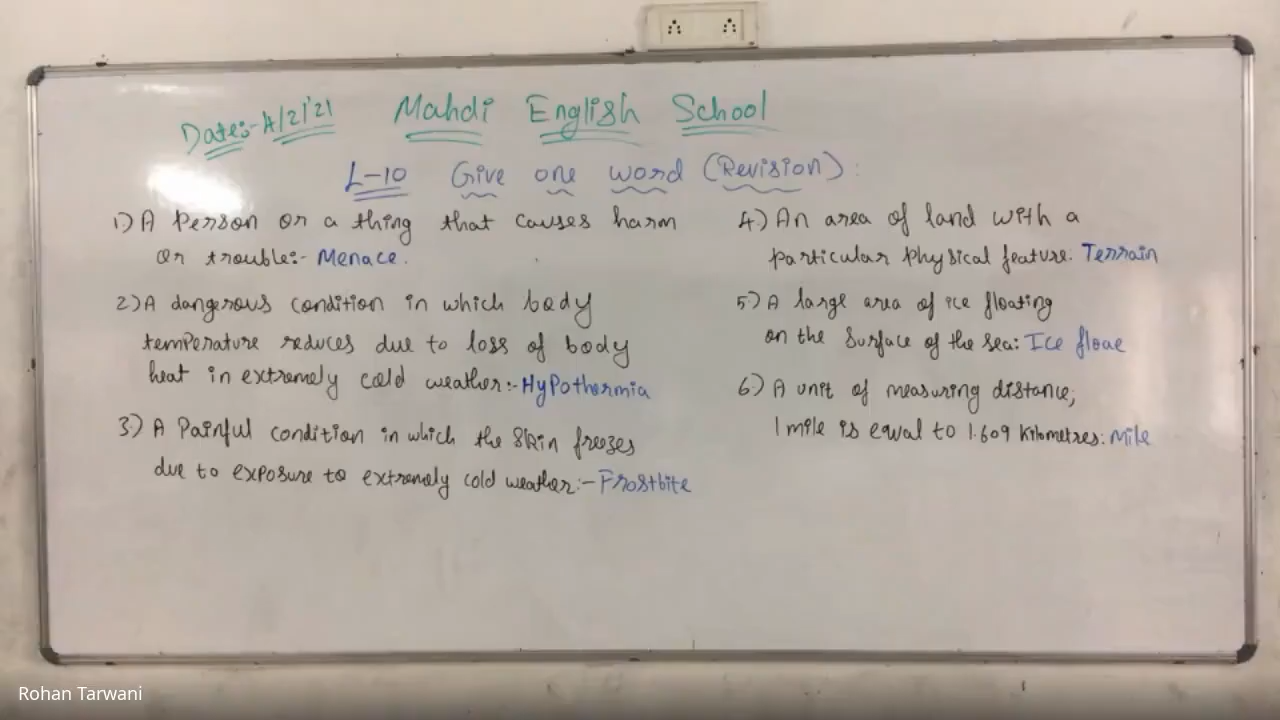 Date:-4/2/'21 Mahdi English School
L-10 Give one word (Revision):
1.) A Person or a thing that causes harm
or trouble:- Menace.
2) A dangerous condition in which body
temperature reduces due to loss of body
heat in extremely cold weather:- Hypothermia
3.) A Painful condition in which the skin freezes
due to exposure to extremely cold weather:- Frostbite
4.) An area of land with a
particular physical feature: Terrain
5.) A large area of ice floating
on the surface of the sea: Ice floae
6.) A unit of measuring distance;
1 mile is equal to 1.609 kilometres: Mile
Rohan Tarwani